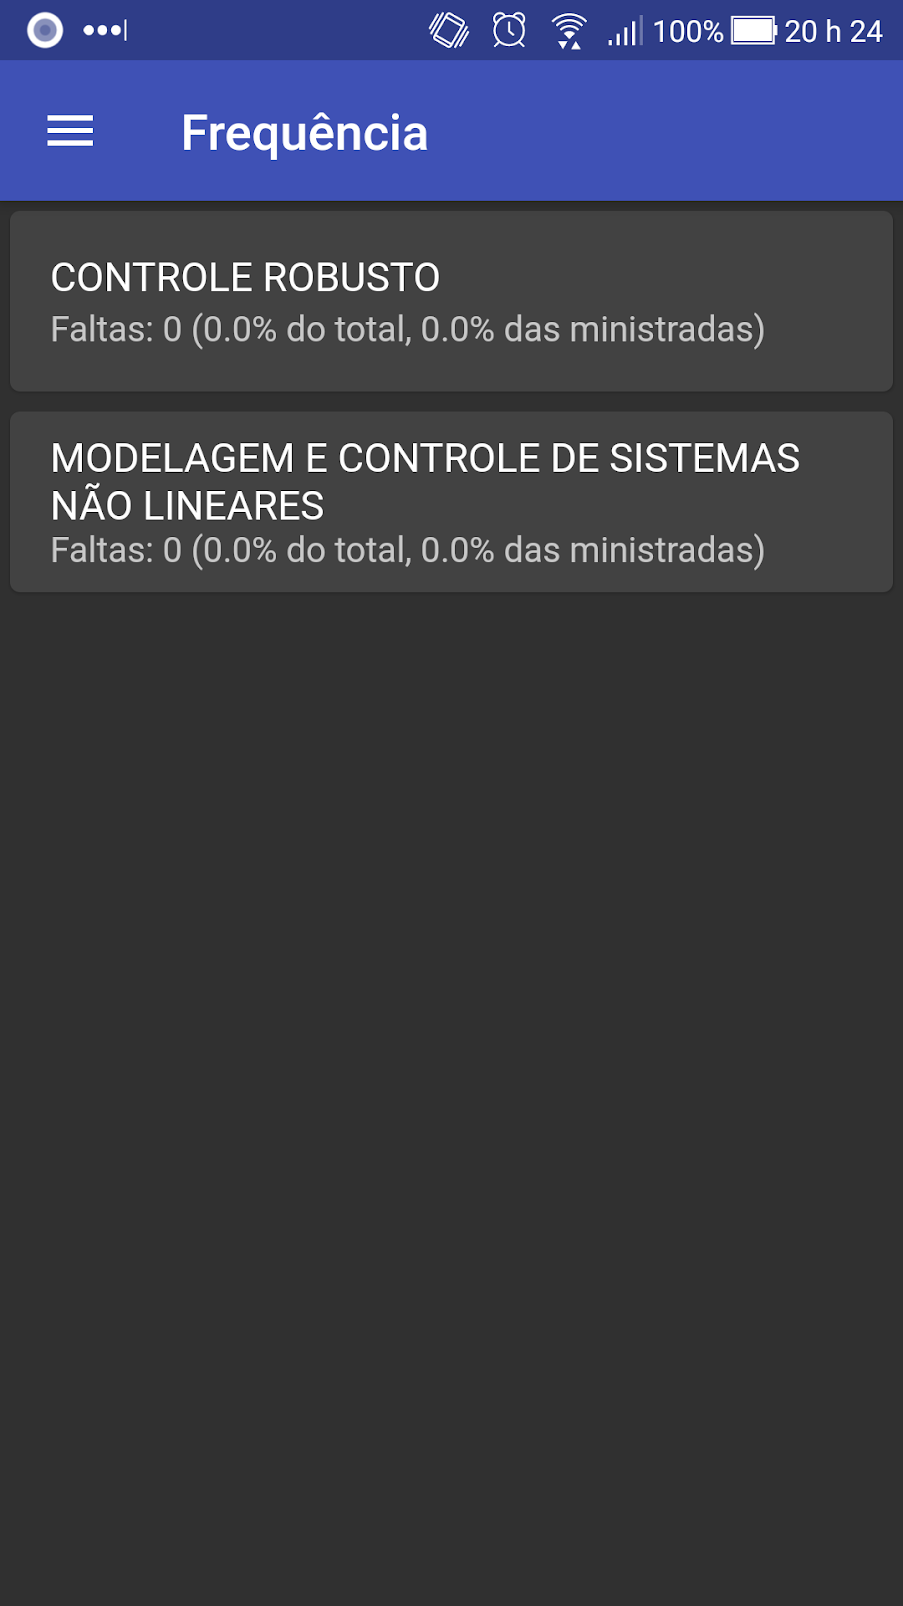 100% 20 h 24
Frequência
CONTROLE ROBUSTO
Faltas: 0 (0.0% do total, 0.0% das ministradas)
MODELAGEM E CONTROLE DE SISTEMAS
NÃO LINEARES
Faltas: 0 (0.0% do total, 0.0% das ministradas)